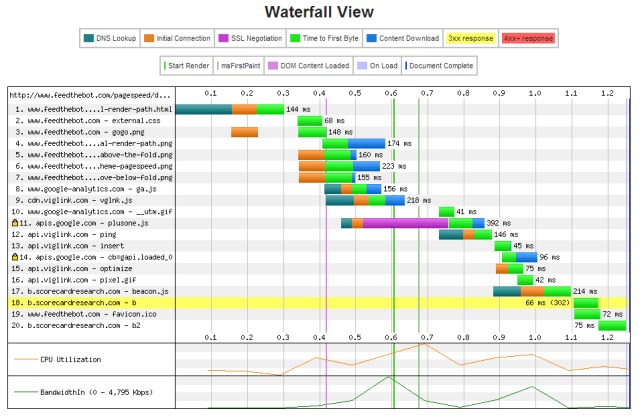 Waterfall View
DNS Lookup Initial Connection SSL Negotiation Time to First Byte Content Download 3xx response 4xx+ response
Start Render msFirstPaint DOM Content Loaded On Load Document Complete
http://www.feedthebot.com/pagespeed/d... 0.1 0.2 0.3 0.4 0.5 0.6 0.7 0.8 0.9 1.0 1.1 1.2
1. www.feedthebot....l-render-path.html 144 ms
2. www.feedthebot.com - external.css 68 ms
3. www.feedthebot.com - gogo.png 148 ms
4. www.feedthebot...al-render-path.png 174 ms
5. www.feedthebot...above-the-fold.png 160 ms
6. www.feedthebot...heme-pagespeed.png 223 ms
7. www.feedthebot...ove-below-fold.png 155 ms
8. www.google-analytics.com - ga.js 156 ms
9. cdn.viglink.com - vglnk.js 218 ms
10. www.google-analytics.com - __utm.gif 41 ms
11. apis.google.com - plusone.js 392 ms
12. api.viglink.com - ping 146 ms
13. api.viglink.com - insert 45 ms
14. apis.google.com - cb=gapi.loaded_0 96 ms
15. api.viglink.com - optimize 75 ms
16. api.viglink.com - pixel.gif 42 ms
17. b.scorecardresearch.com - beacon.js 214 ms
18. b.scorecardresearch.com - b 66 ms (302)
19. www.feedthebot.com - favicon.ico 72 ms
20. b.scorecardresearch.com - b2 75 ms
0.1 0.2 0.3 0.4 0.5 0.6 0.7 0.8 0.9 1.0 1.1 1.2
CPU Utilization
BandwidthIn (0 - 4,795 Kbps)